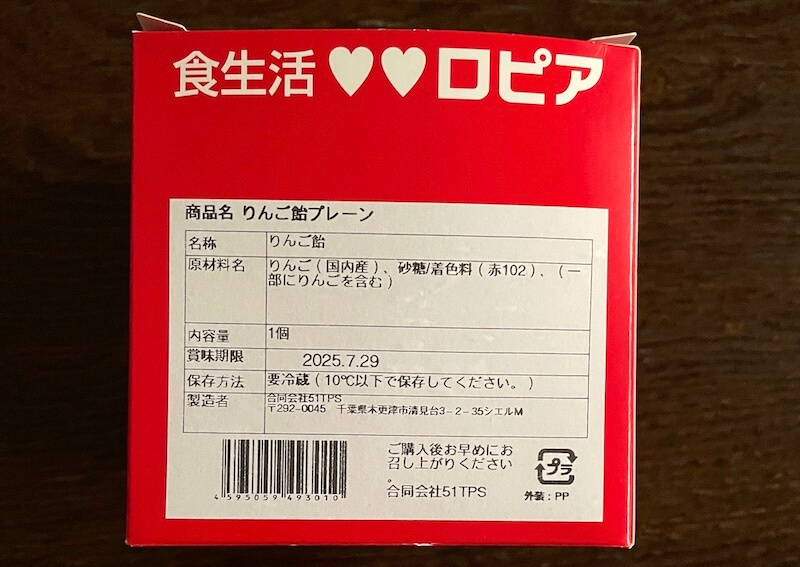 食生活♥♥ロピア
商品名 りんご飴プレーン
名称 りんご飴
原材料名 りんご(国内産)、砂糖/着色料(赤102)、(一
部にりんごを含む)
内容量 1個
賞味期限 2025.7.29
保存方法 要冷蔵(10℃以下で保存してください。)
製造者 合同会社51TPS
〒292-0045 千葉県木更津市清見台3-2-35シエルM
ご購入後お早めにお
召し上がりください
。
合同会社51TPS
4595059493010
プラ
外装:PP